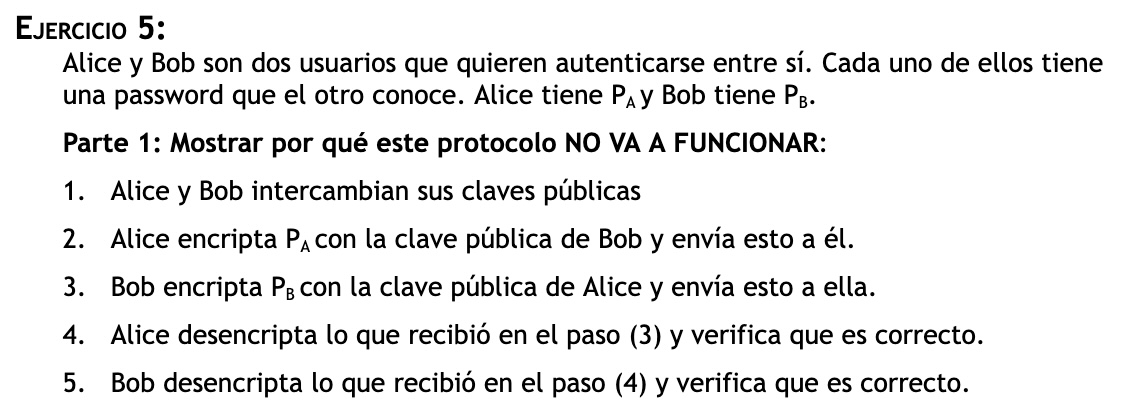 EJERCICIO 5:
Alice y Bob son dos usuarios que quieren autenticarse entre sí. Cada uno de ellos tiene
una password que el otro conoce. Alice tiene PA y Bob tiene PB.
Parte 1: Mostrar por qué este protocolo NO VA A FUNCIONAR:
1. Alice y Bob intercambian sus claves públicas
2. Alice encripta PA con la clave pública de Bob y envía esto a él.
3. Bob encripta PB con la clave pública de Alice y envía esto a ella.
4. Alice desencripta lo que recibió en el paso (3) y verifica que es correcto.
5. Bob desencripta lo que recibió en el paso (4) y verifica que es correcto.